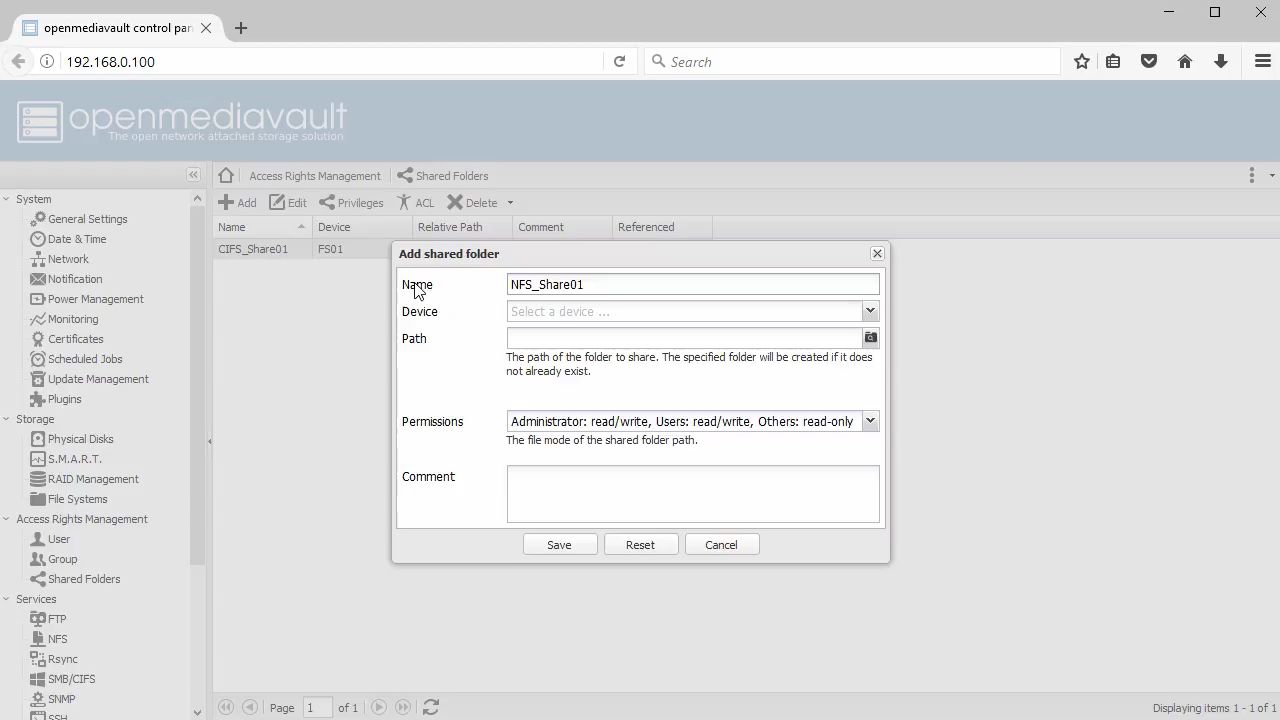 openmediavault control pan
192.168.0.100
Search
openmediavault
The open network attached storage solution
Access Rights Management
Shared Folders
Add
Edit
Privileges
ACL
Delete
Name
Device
Relative Path
Comment
Referenced
CIFS_Share01
FS01
System
General Settings
Date & Time
Network
Notification
Power Management
Monitoring
Certificates
Scheduled Jobs
Update Management
Plugins
Storage
Physical Disks
S.M.A.R.T.
RAID Management
File Systems
Access Rights Management
User
Group
Shared Folders
Services
FTP
NFS
Rsync
SMB/CIFS
SNMP
SSH
Add shared folder
Name
NFS_Share01
Device
Select a device ...
Path
The path of the folder to share. The specified folder will be created if it does
not already exist.
Permissions
Administrator: read/write, Users: read/write, Others: read-only
The file mode of the shared folder path.
Comment
Save
Reset
Cancel
Page
1
of 1
Displaying items 1 - 1 of 1